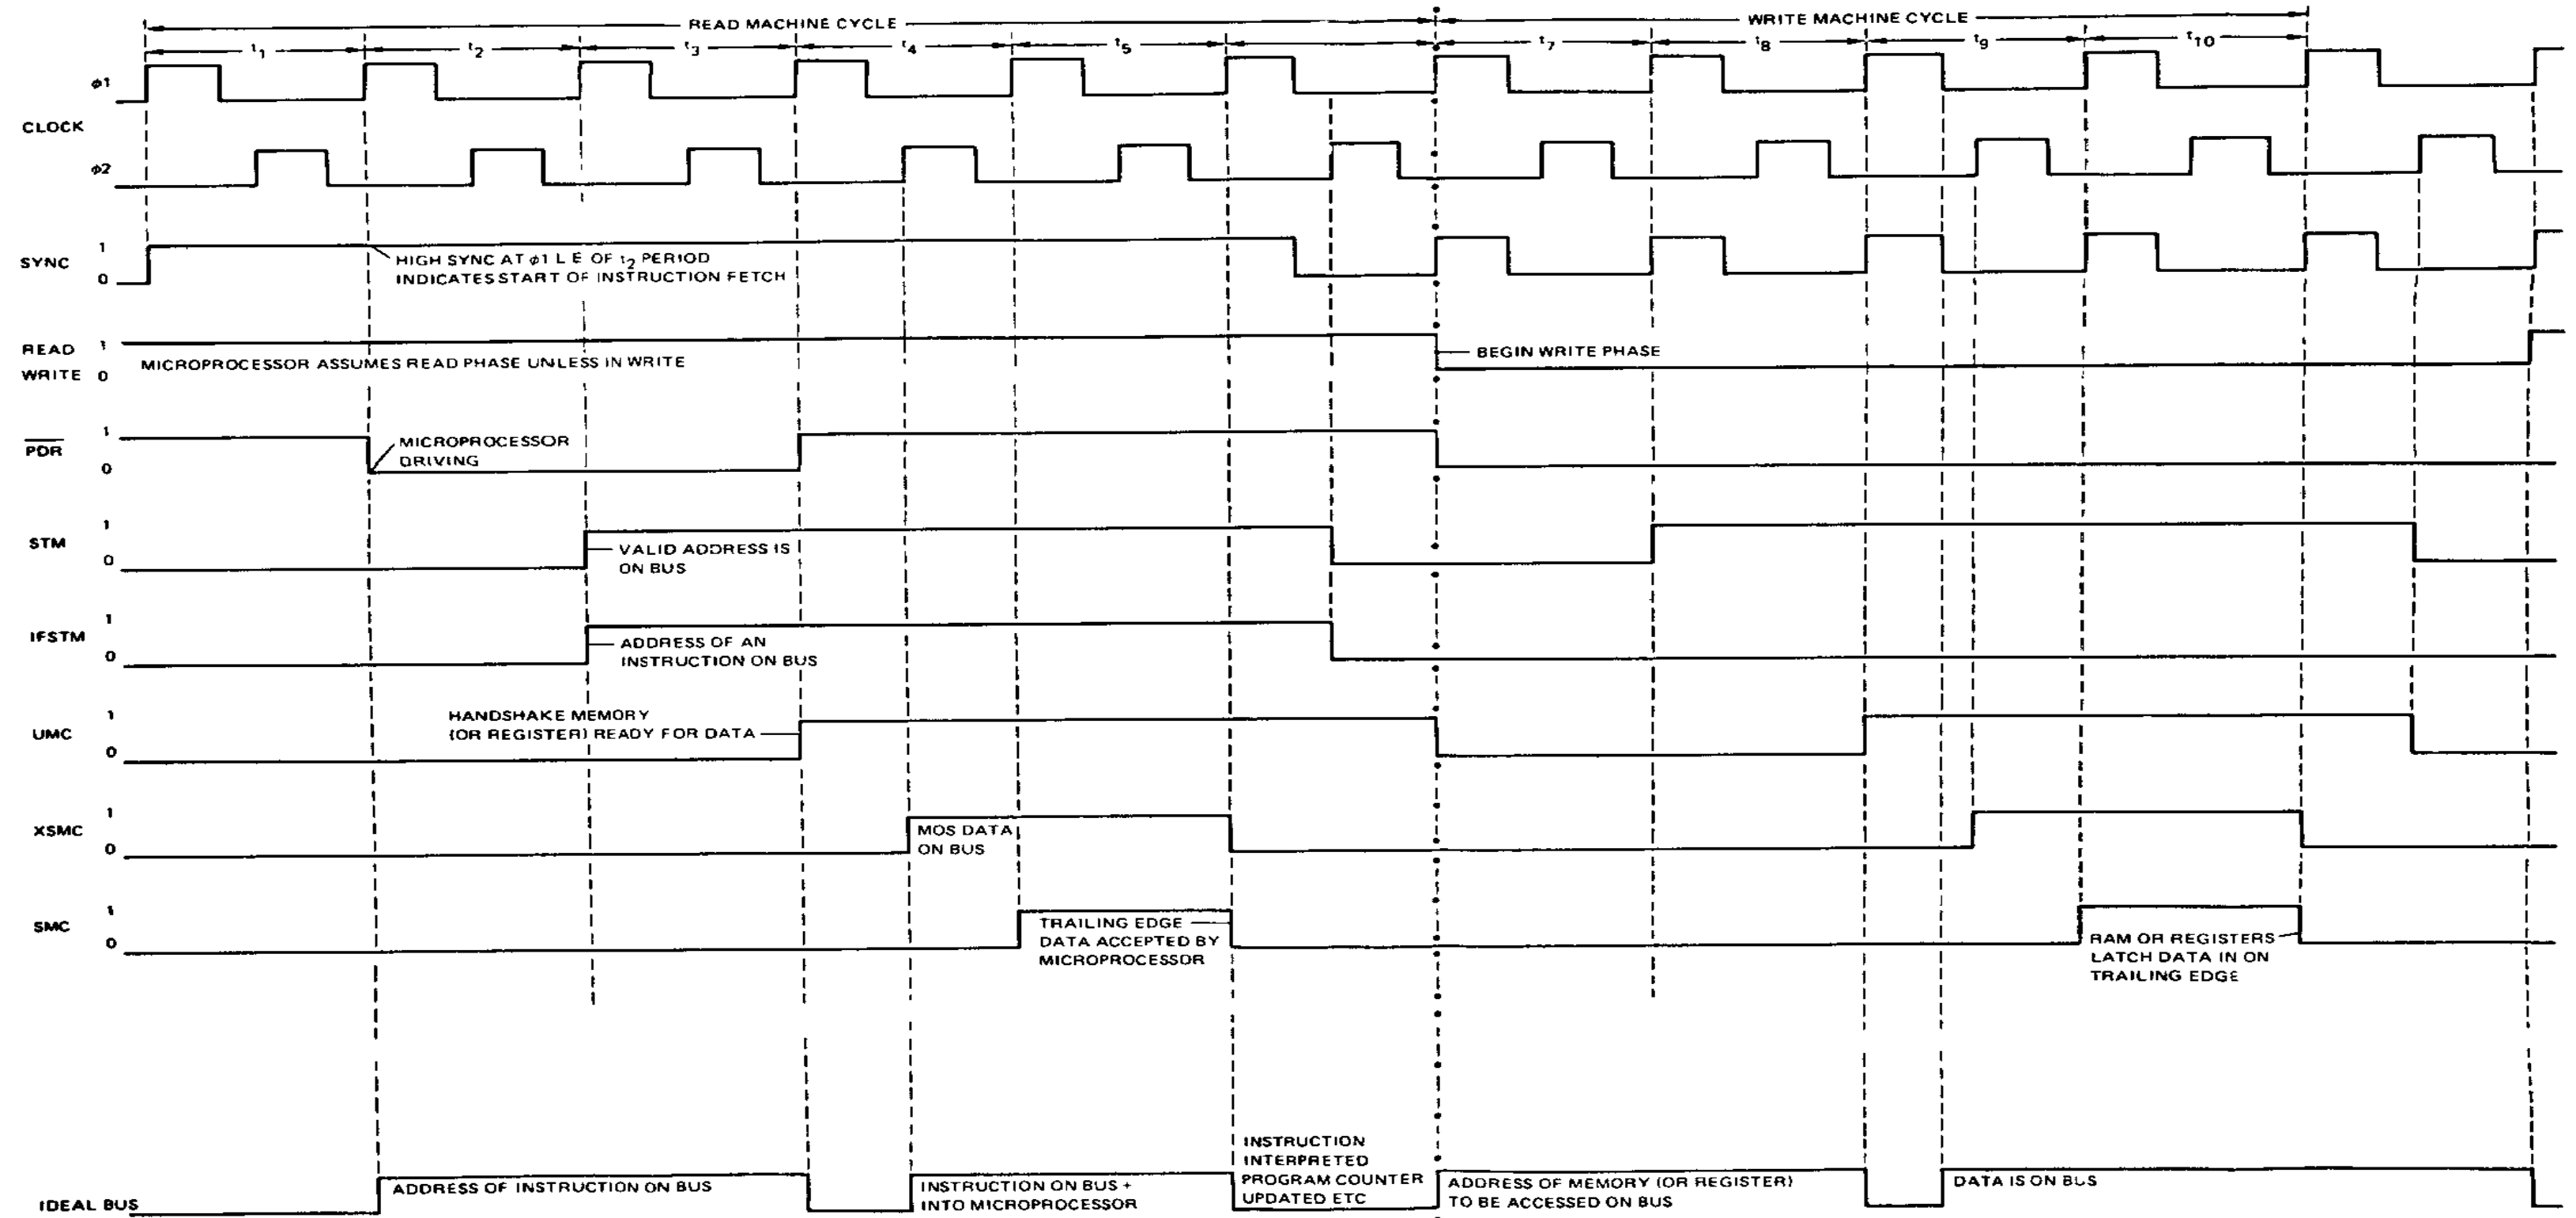 READ MACHINE CYCLE
WRITE MACHINE CYCLE
t1
t2
t3
t4
t5
t7
t8
t9
t10
φ1
CLOCK
φ2
SYNC
1
0
HIGH SYNC AT φ1 L E OF t2 PERIOD
INDICATES START OF INSTRUCTION FETCH
READ 1
WRITE 0
MICROPROCESSOR ASSUMES READ PHASE UNLESS IN WRITE
BEGIN WRITE PHASE
PDR
1
0
MICROPROCESSOR
DRIVING
STM
1
0
VALID ADDRESS IS
ON BUS
IFSTM
1
0
ADDRESS OF AN
INSTRUCTION ON BUS
UMC
1
0
HANDSHAKE MEMORY
(OR REGISTER) READY FOR DATA
XSMC
1
0
MOS DATA
ON BUS
SMC
1
0
TRAILING EDGE
DATA ACCEPTED BY
MICROPROCESSOR
RAM OR REGISTERS
LATCH DATA IN ON
TRAILING EDGE
IDEAL BUS
ADDRESS OF INSTRUCTION ON BUS
INSTRUCTION ON BUS +
INTO MICROPROCESSOR
INSTRUCTION
INTERPRETED
PROGRAM COUNTER
UPDATED ETC
ADDRESS OF MEMORY (OR REGISTER)
TO BE ACCESSED ON BUS
DATA IS ON BUS